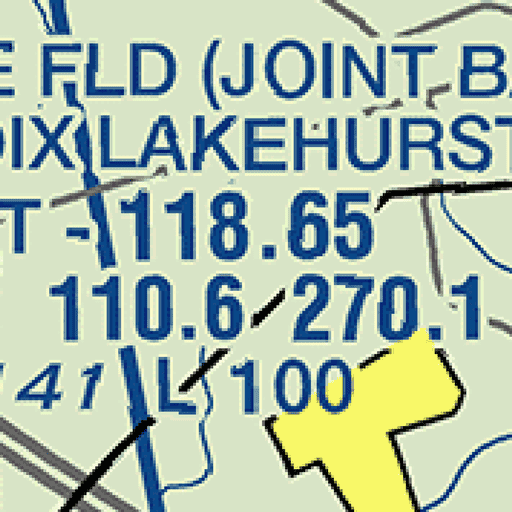 E FLD (JOINT B
DIX LAKEHURST
T - 118.65
110.6 270.1
41 L 100